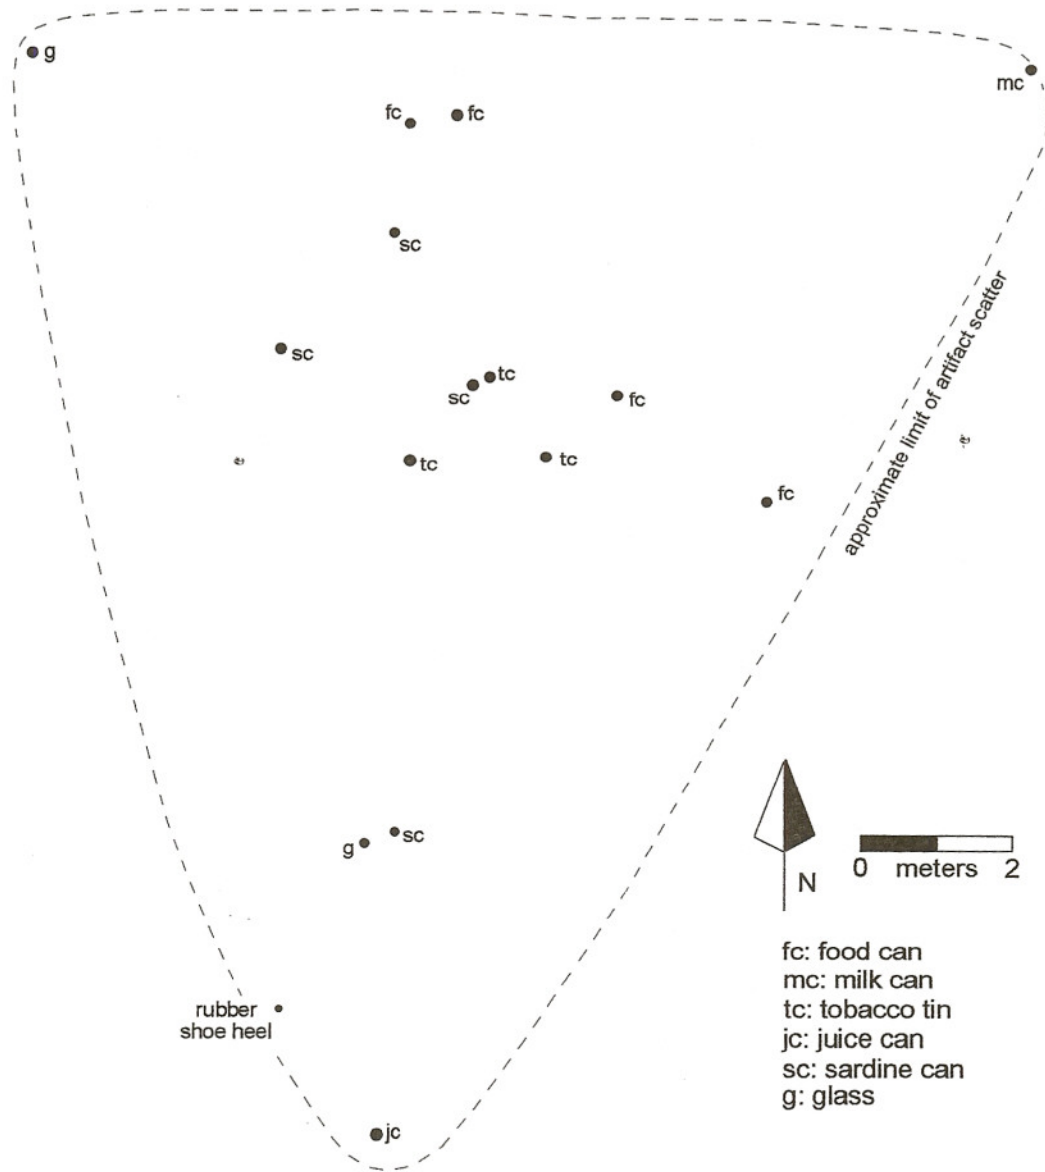 g
mc
fc
fc
sc
sc
tc
sc
fc
tc
tc
fc
approximate limit of artifact scatter
sc
g
N
0 meters 2
rubber
shoe heel
jc
fc: food can
mc: milk can
tc: tobacco tin
jc: juice can
sc: sardine can
g: glass